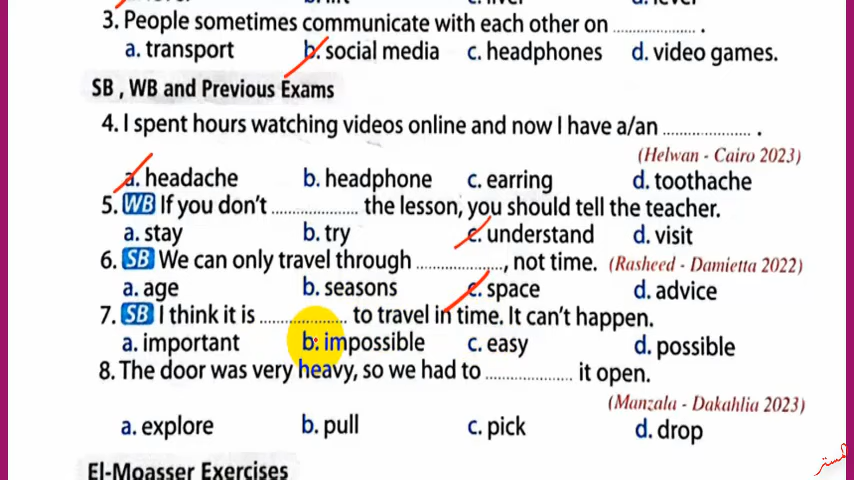 3. People sometimes communicate with each other on .................... .
a. transport b. social media c. headphones d. video games.
SB , WB and Previous Exams
4. I spent hours watching videos online and now I have a/an .................... .
(Helwan - Cairo 2023)
a. headache b. headphone c. earring d. toothache
5. WB If you don't .................... the lesson, you should tell the teacher.
a. stay b. try c. understand d. visit
6. SB We can only travel through ...................., not time. (Rasheed - Damietta 2022)
a. age b. seasons c. space d. advice
7. SB I think it is .................... to travel in time. It can't happen.
a. important b. impossible c. easy d. possible
8. The door was very heavy, so we had to .................... it open.
(Manzala - Dakahlia 2023)
a. explore b. pull c. pick d. drop
El-Moasser Exercises